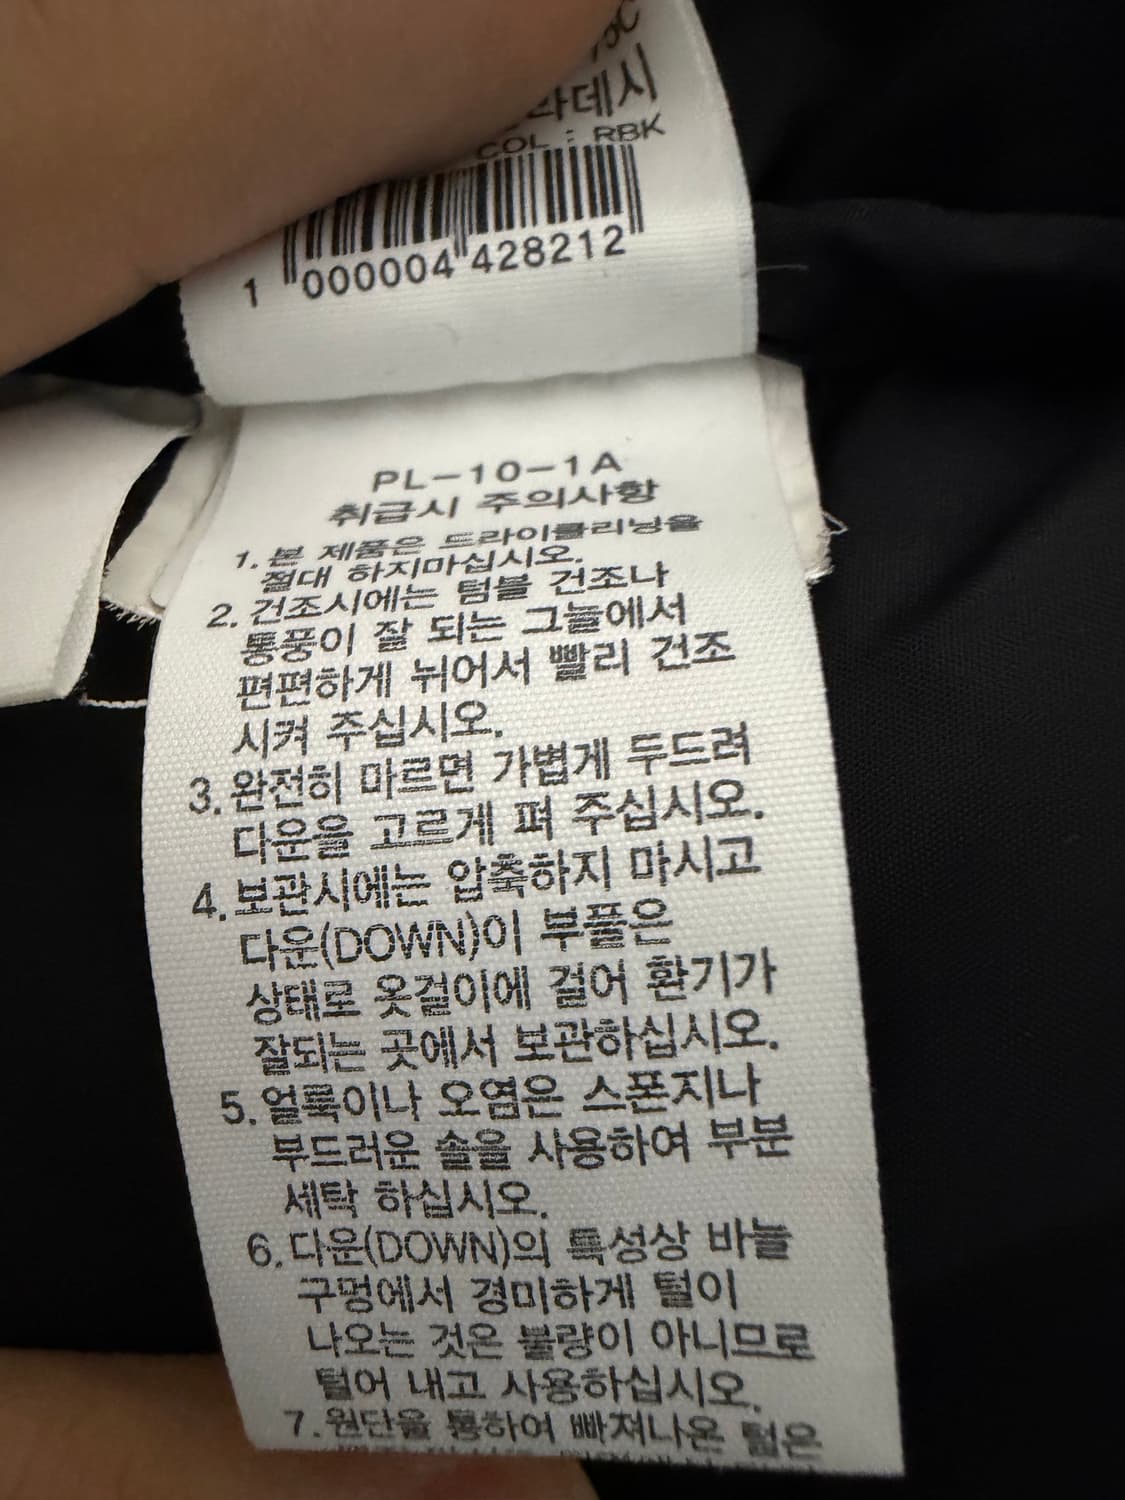 라데시
COL : RBK
1 000004 428212
PL-10-1A
취급시 주의사항
1. 본 제품은 드라이클리닝을
절대 하지마십시오.
2. 건조시에는 텀블 건조나
통풍이 잘 되는 그늘에서
편편하게 뉘어서 빨리 건조
시켜 주십시오.
3. 완전히 마르면 가볍게 두드려
다운을 고르게 펴 주십시오.
4. 보관시에는 압축하지 마시고
다운(DOWN)이 부풀은
상태로 옷걸이에 걸어 환기가
잘되는 곳에서 보관하십시오.
5. 얼룩이나 오염은 스폰지나
부드러운 솔을 사용하여 부분
세탁 하십시오.
6. 다운(DOWN)의 특성상 바늘
구멍에서 경미하게 털이
나오는 것은 불량이 아니므로
털어 내고 사용하십시오.
7. 원단을 통하여 빠져나온 털은